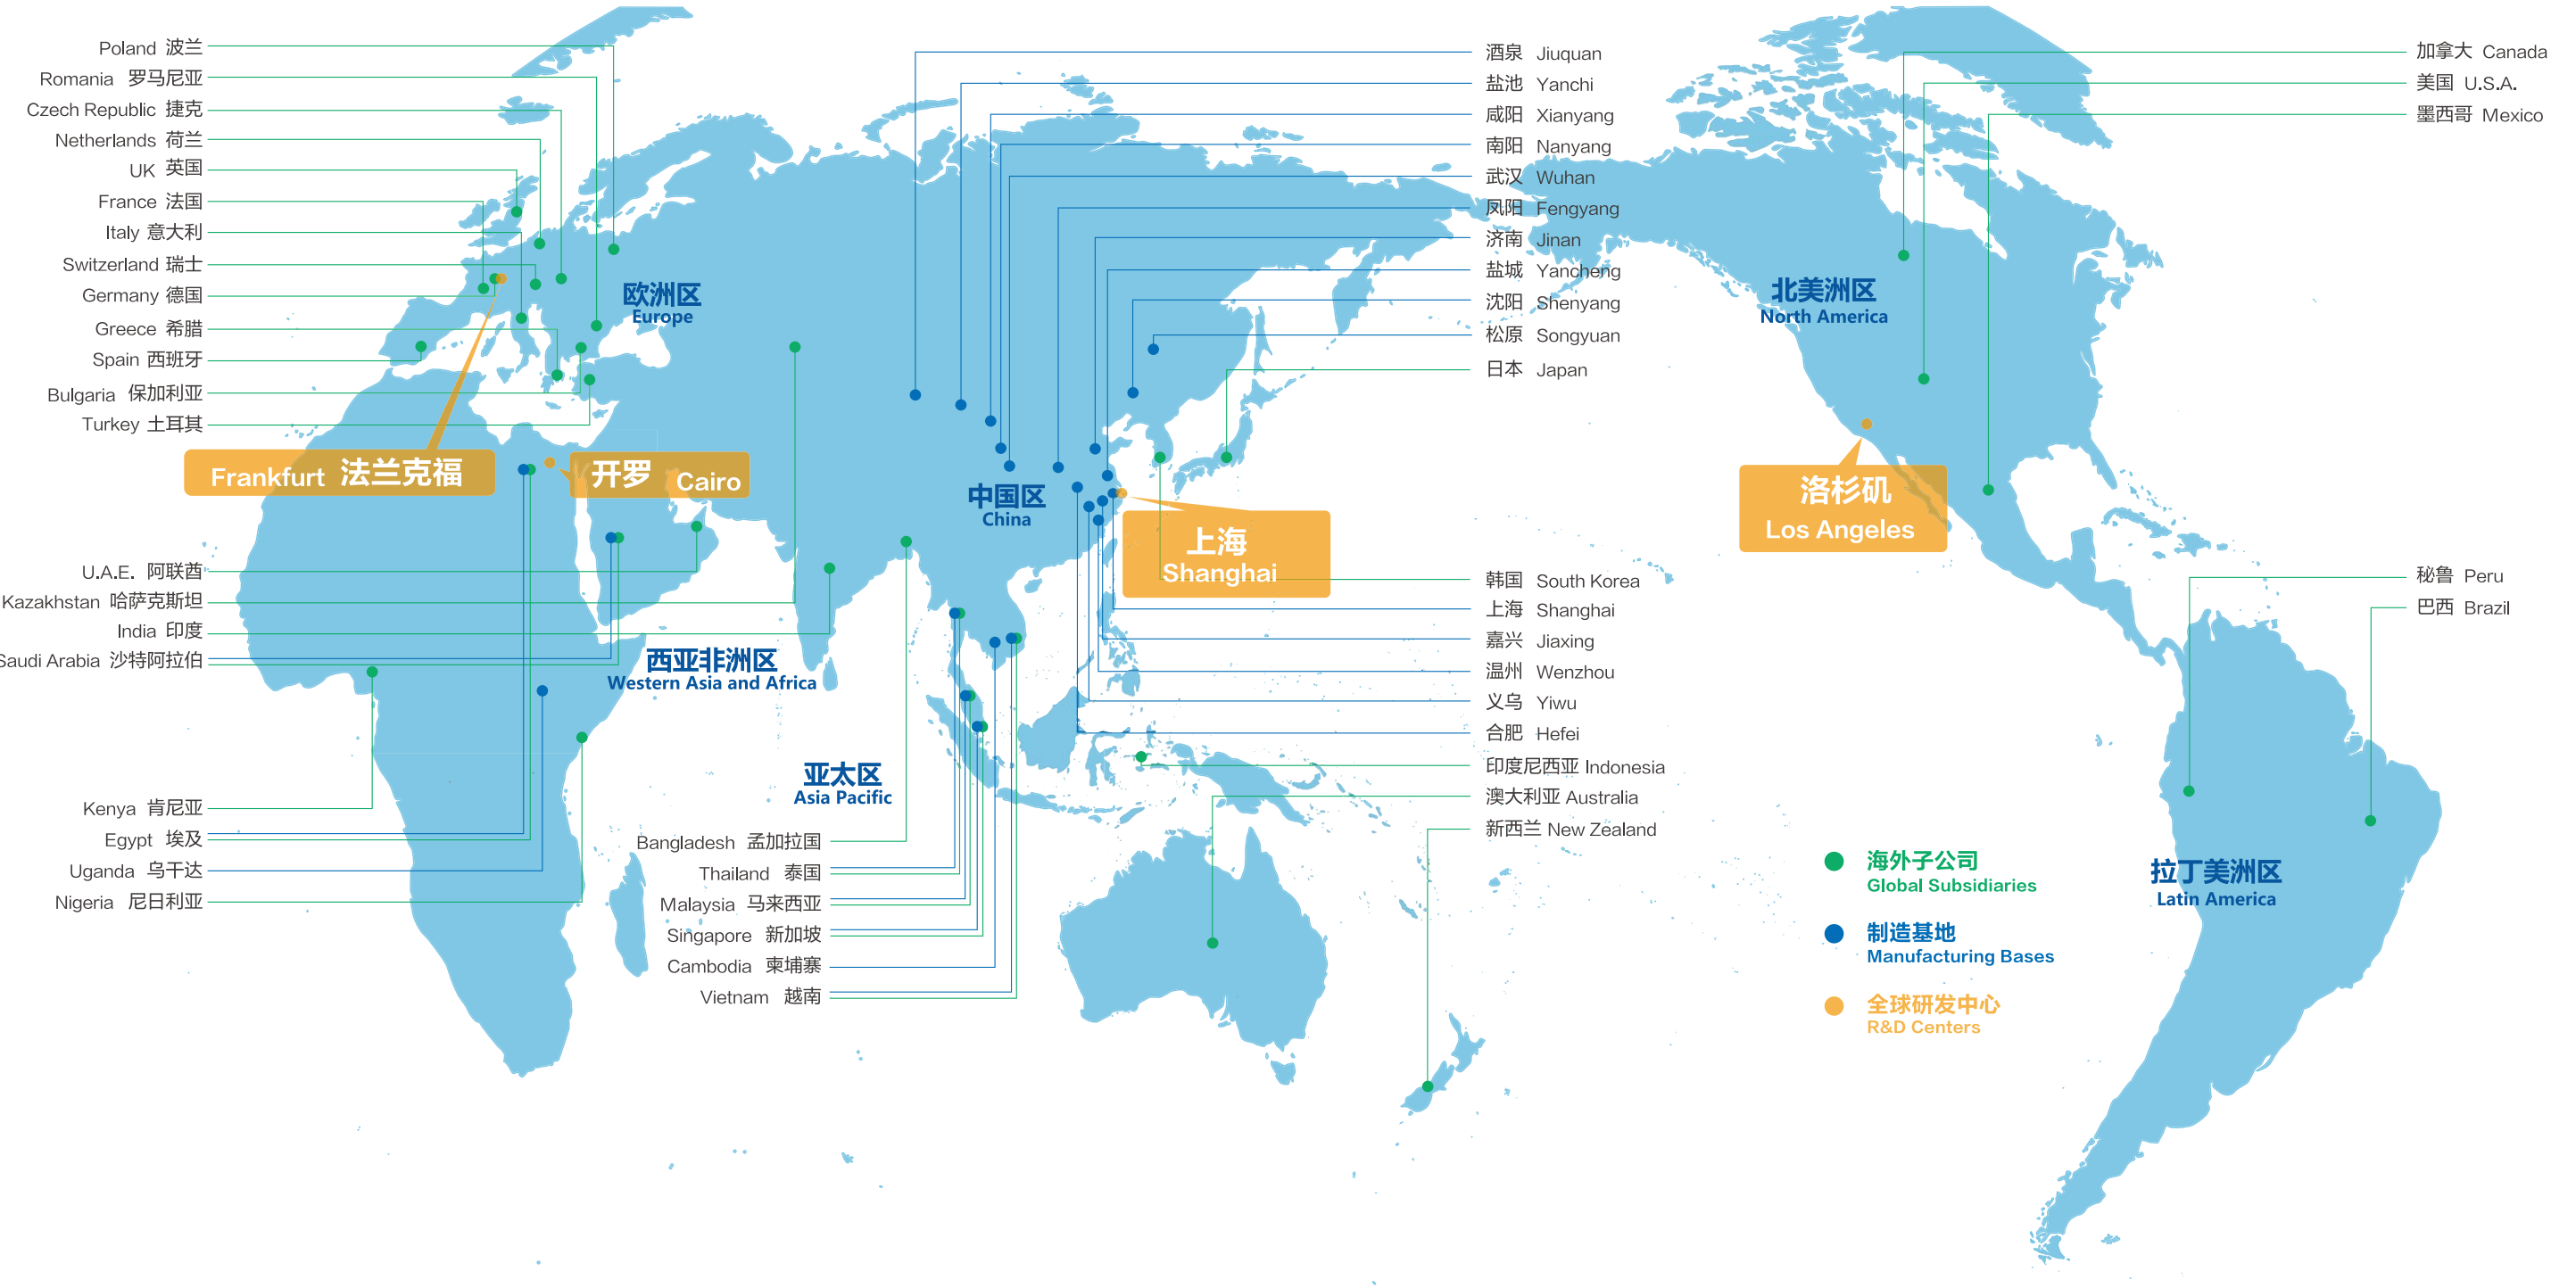 Poland 波兰
Romania 罗马尼亚
Czech Republic 捷克
Netherlands 荷兰
UK 英国
France 法国
Italy 意大利
Switzerland 瑞士
Germany 德国
Greece 希腊
Spain 西班牙
Bulgaria 保加利亚
Turkey 土耳其
欧洲区
Europe
Frankfurt 法兰克福
开罗 Cairo
U.A.E. 阿联酋
Kazakhstan 哈萨克斯坦
India 印度
Saudi Arabia 沙特阿拉伯
西亚非洲区
Western Asia and Africa
Kenya 肯尼亚
Egypt 埃及
Uganda 乌干达
Nigeria 尼日利亚
亚太区
Asia Pacific
Bangladesh 孟加拉国
Thailand 泰国
Malaysia 马来西亚
Singapore 新加坡
Cambodia 柬埔寨
Vietnam 越南
中国区
China
酒泉 Jiuquan
盐池 Yanchi
咸阳 Xianyang
南阳 Nanyang
武汉 Wuhan
凤阳 Fengyang
济南 Jinan
盐城 Yancheng
沈阳 Shenyang
松原 Songyuan
日本 Japan
上海
Shanghai
韩国 South Korea
上海 Shanghai
嘉兴 Jiaxing
温州 Wenzhou
义乌 Yiwu
合肥 Hefei
印度尼西亚 Indonesia
澳大利亚 Australia
新西兰 New Zealand
加拿大 Canada
美国 U.S.A.
墨西哥 Mexico
北美洲区
North America
洛杉矶
Los Angeles
秘鲁 Peru
巴西 Brazil
拉丁美洲区
Latin America
海外子公司
Global Subsidiaries
制造基地
Manufacturing Bases
全球研发中心
R&D Centers